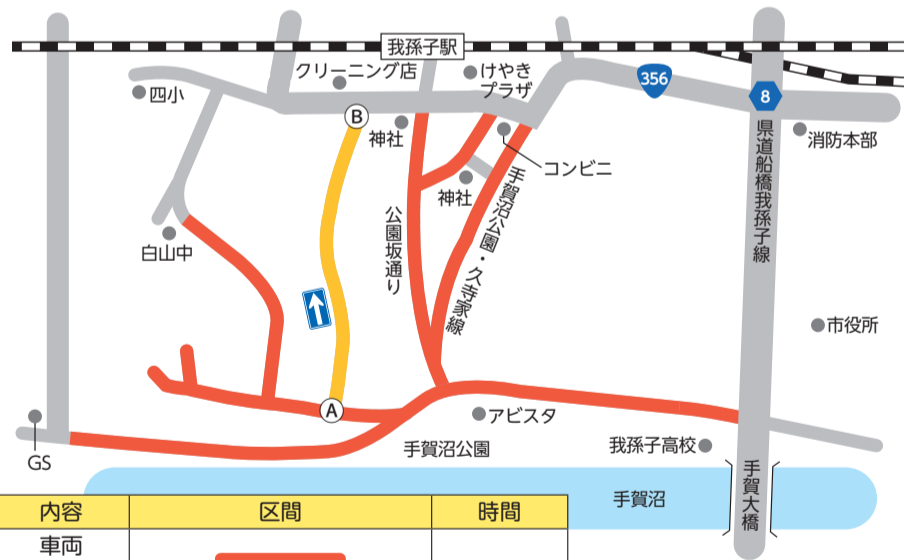 我孫子駅
クリーニング店
けやき
プラザ
356
8
四小
B
神社
コンビニ
消防本部
県道船橋我孫子線
神社
手賀沼公園・久寺家線
公園坂通り
白山中
市役所
A
アビスタ
手賀沼公園
我孫子高校
GS
手賀沼
手賀大橋
内容
区間
時間
車両